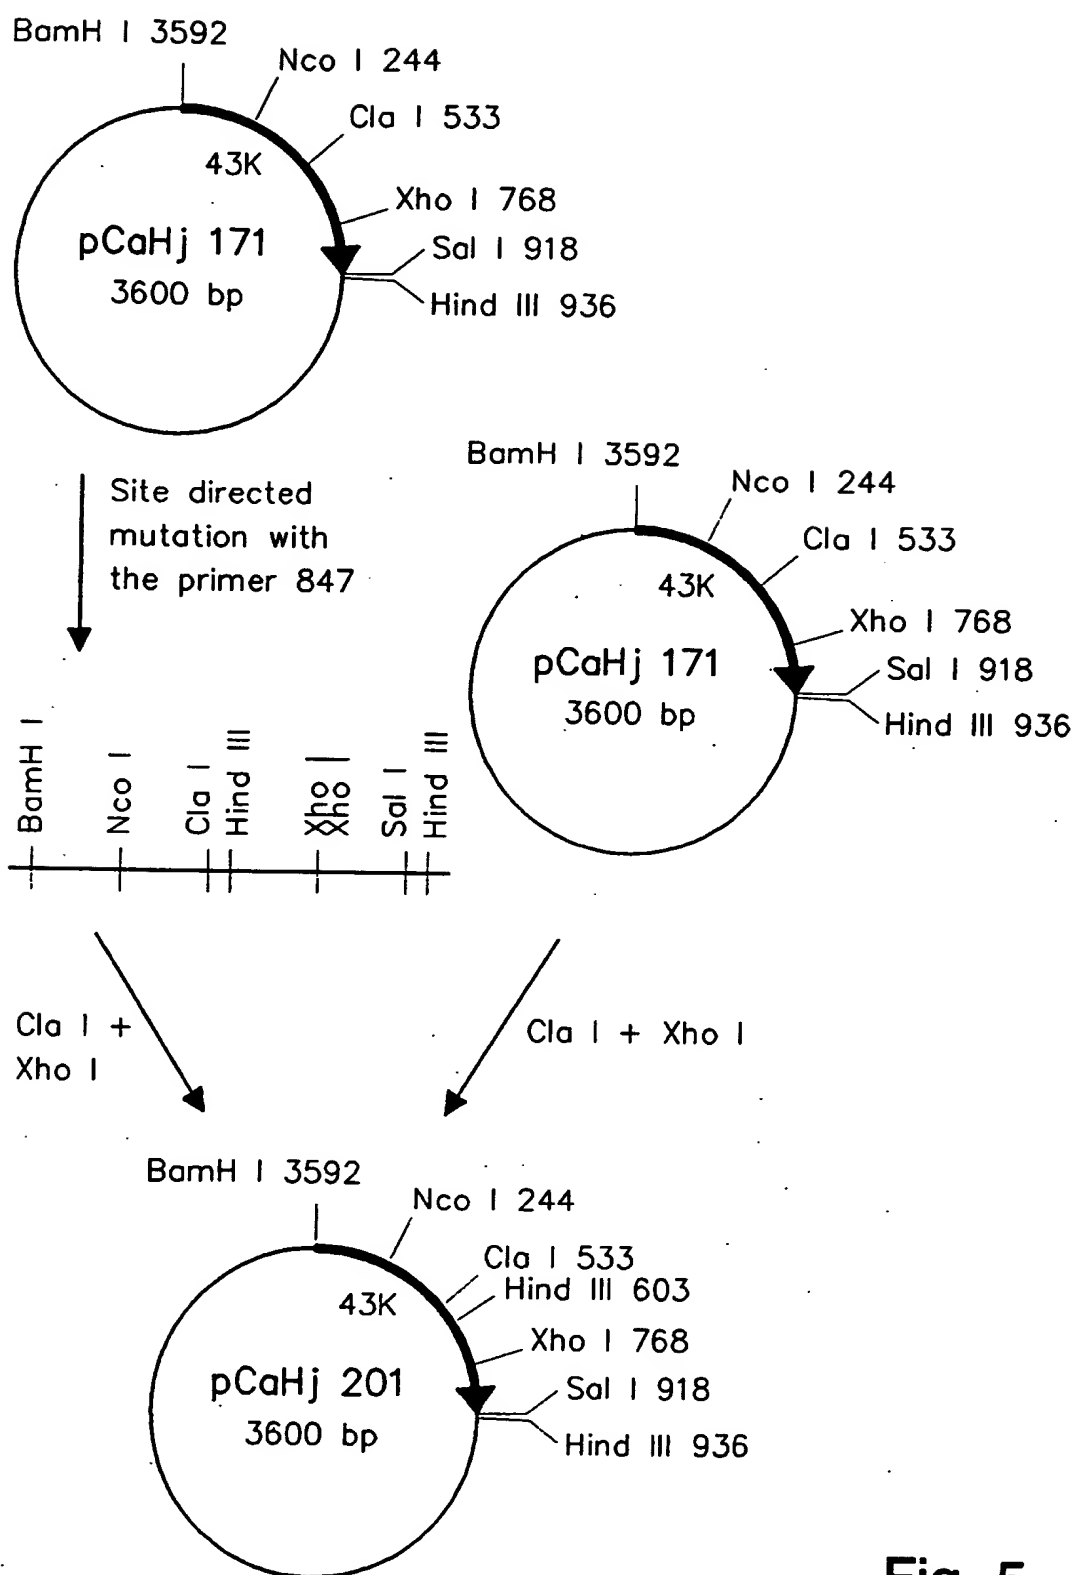 BamH I 3592
Nco I 244
Cla I 533
43K
Xho I 768
pCaHj 171
Sal I 918
3600 bp
Hind III 936
Site directed
mutation with
the primer 847
BamH I 3592
Nco I 244
Cla I 533
43K
Xho I 768
pCaHj 171
Sal I 918
3600 bp
Hind III 936
BamH I
Nco I
Cla I
Hind III
Xho I
Xho I
Sal I
Hind III
Cla I +
Xho I
Cla I + Xho I
BamH I 3592
Nco I 244
Cla I 533
Hind III 603
43K
Xho I 768
pCaHj 201
Sal I 918
3600 bp
Hind III 936
Fig. 5